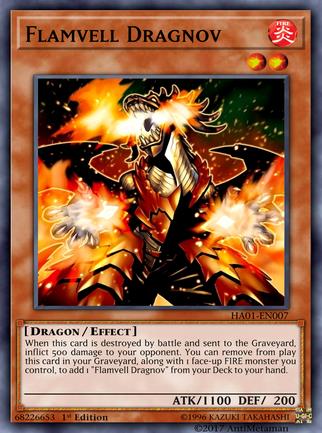 Flamvell Dragnov
FIRE
炎
HA01-EN007
[Dragon / Effect]
When this card is destroyed by battle and sent to the Graveyard,
inflict 500 damage to your opponent. You can remove from play
this card in your Graveyard, along with 1 face-up FIRE monster you
control, to add 1 "Flamvell Dragnov" from your Deck to your hand.
ATK/1100 DEF/ 200
68226653 1st Edition ©1996 KAZUKI TAKAHASHI
©2017 AntiMetaman